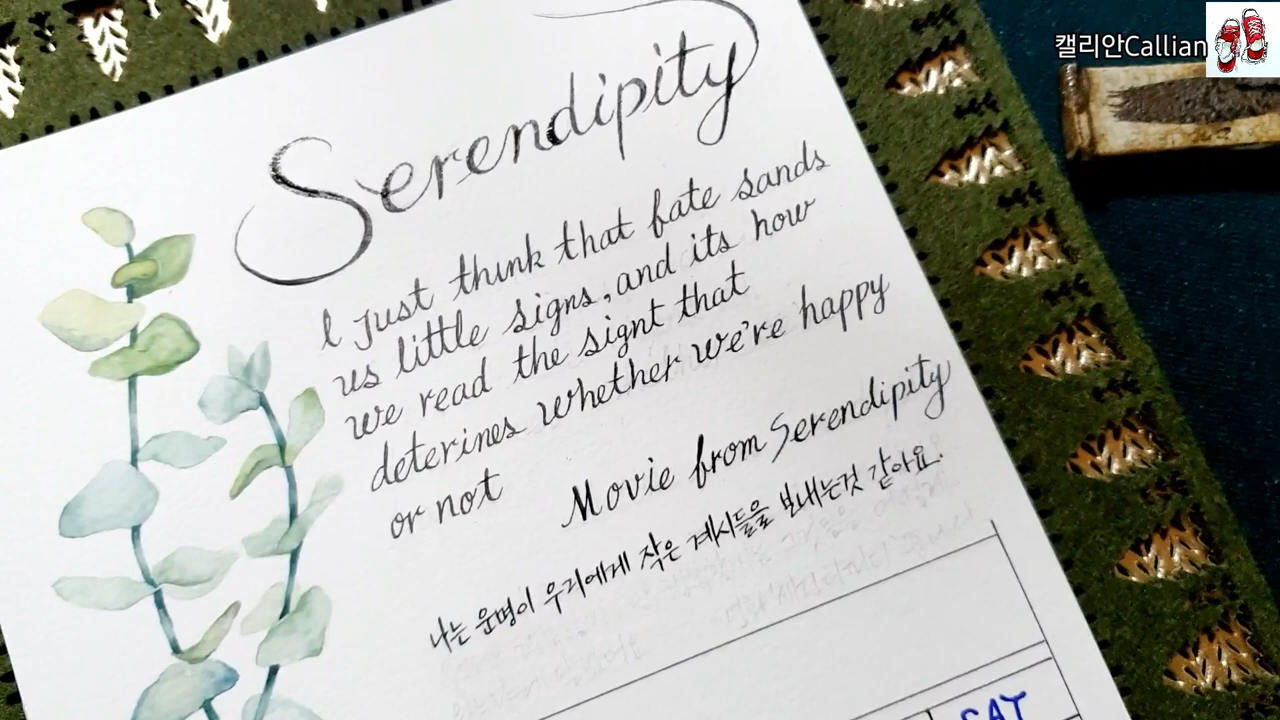 캘리안Callian
Serendipity
I just think that fate sands
us little signs, and its how
we read the signt that
deterines whether we're happy
or not
Movie from Serendipity
나는 운명이 우리에게 작은 계시들을 보내는것 같아요.
SAT